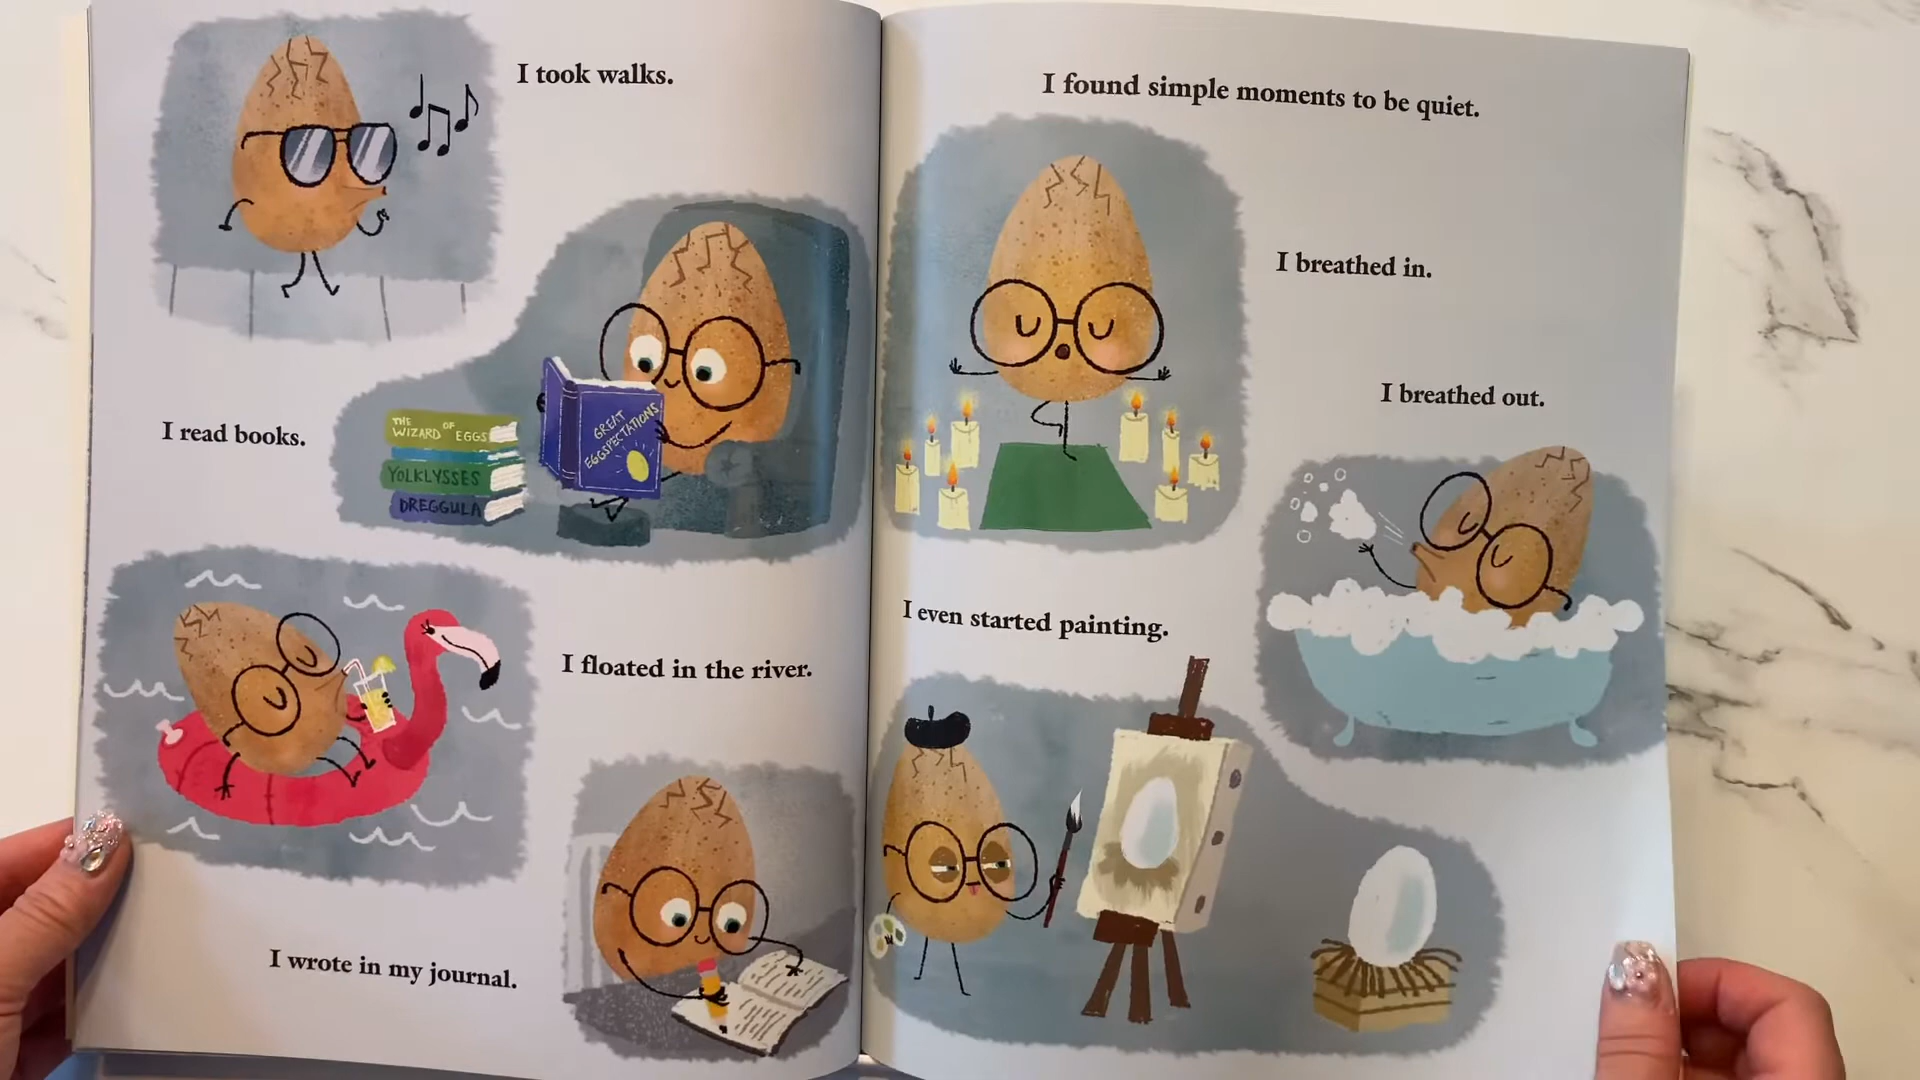 I took walks.
I read books.
THE
WIZARD OF EGGS
YOLKLYSSES
DREGGULA
GREAT
EGGSPECTATIONS
I floated in the river.
I wrote in my journal.
I found simple moments to be quiet.
I breathed in.
I breathed out.
I even started painting.